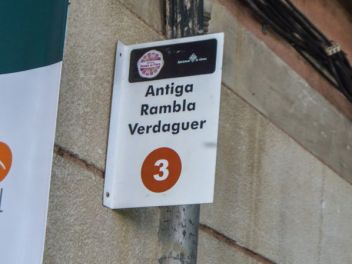 Antiga
Rambla
Verdaguer
3